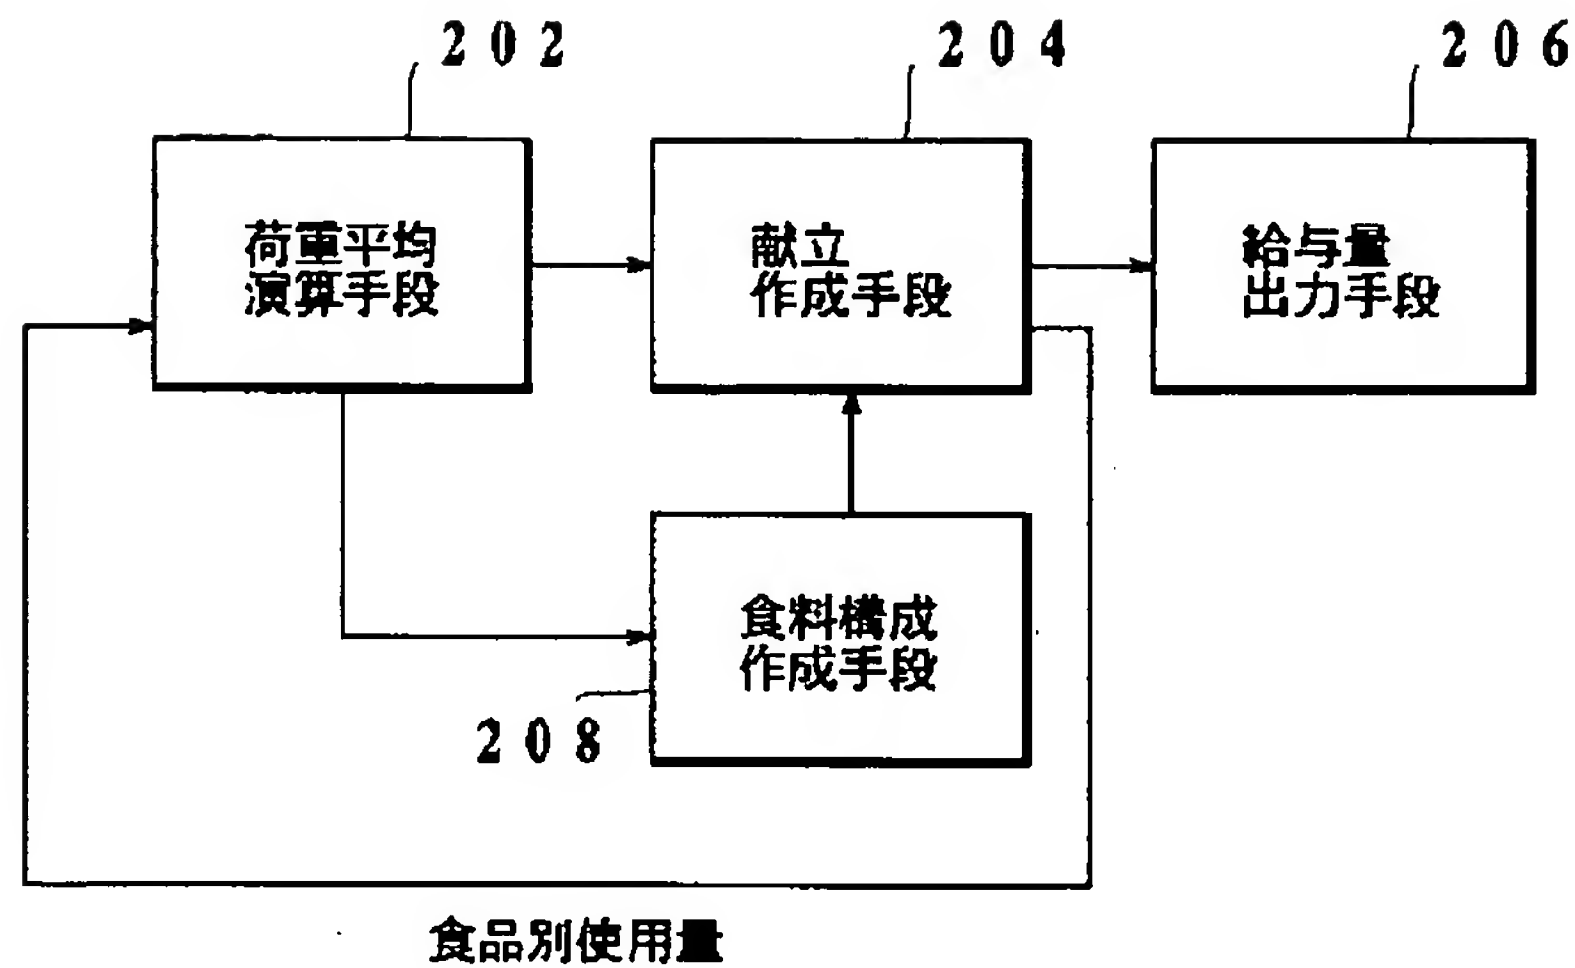 202
204
206
荷重平均
演算手段
献立
作成手段
給与量
出力手段
食料構成
作成手段
208
食品別使用量